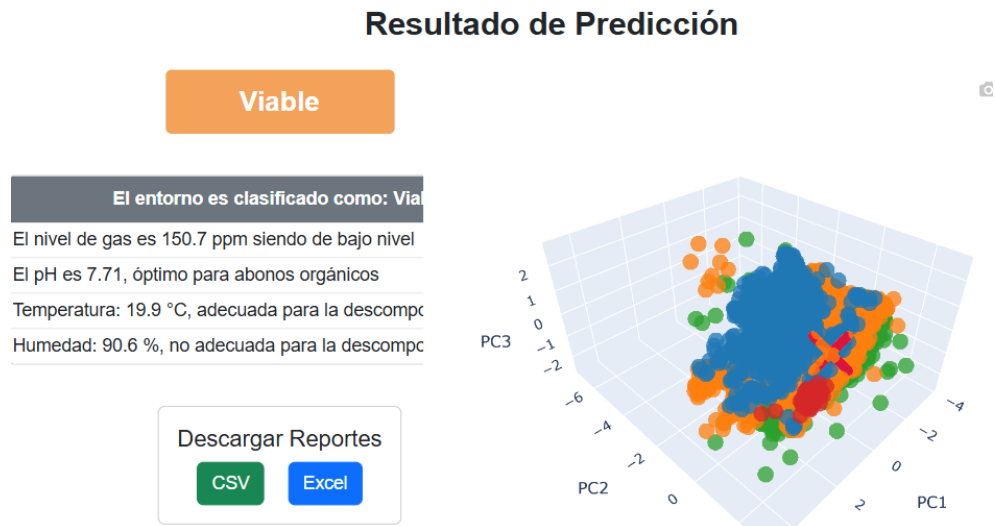 Resultado de Predicción
Viable
El entorno es clasificado como: Vial
El nivel de gas es 150.7 ppm siendo de bajo nivel
El pH es 7.71, óptimo para abonos orgánicos
Temperatura: 19.9 °C, adecuada para la descompo
Humedad: 90.6 %, no adecuada para la descompo
Descargar Reportes
CSV Excel
2
1
0
−1
−2
PC3
−6
−4
−2
0
PC2
−4
−2
0
2
PC1